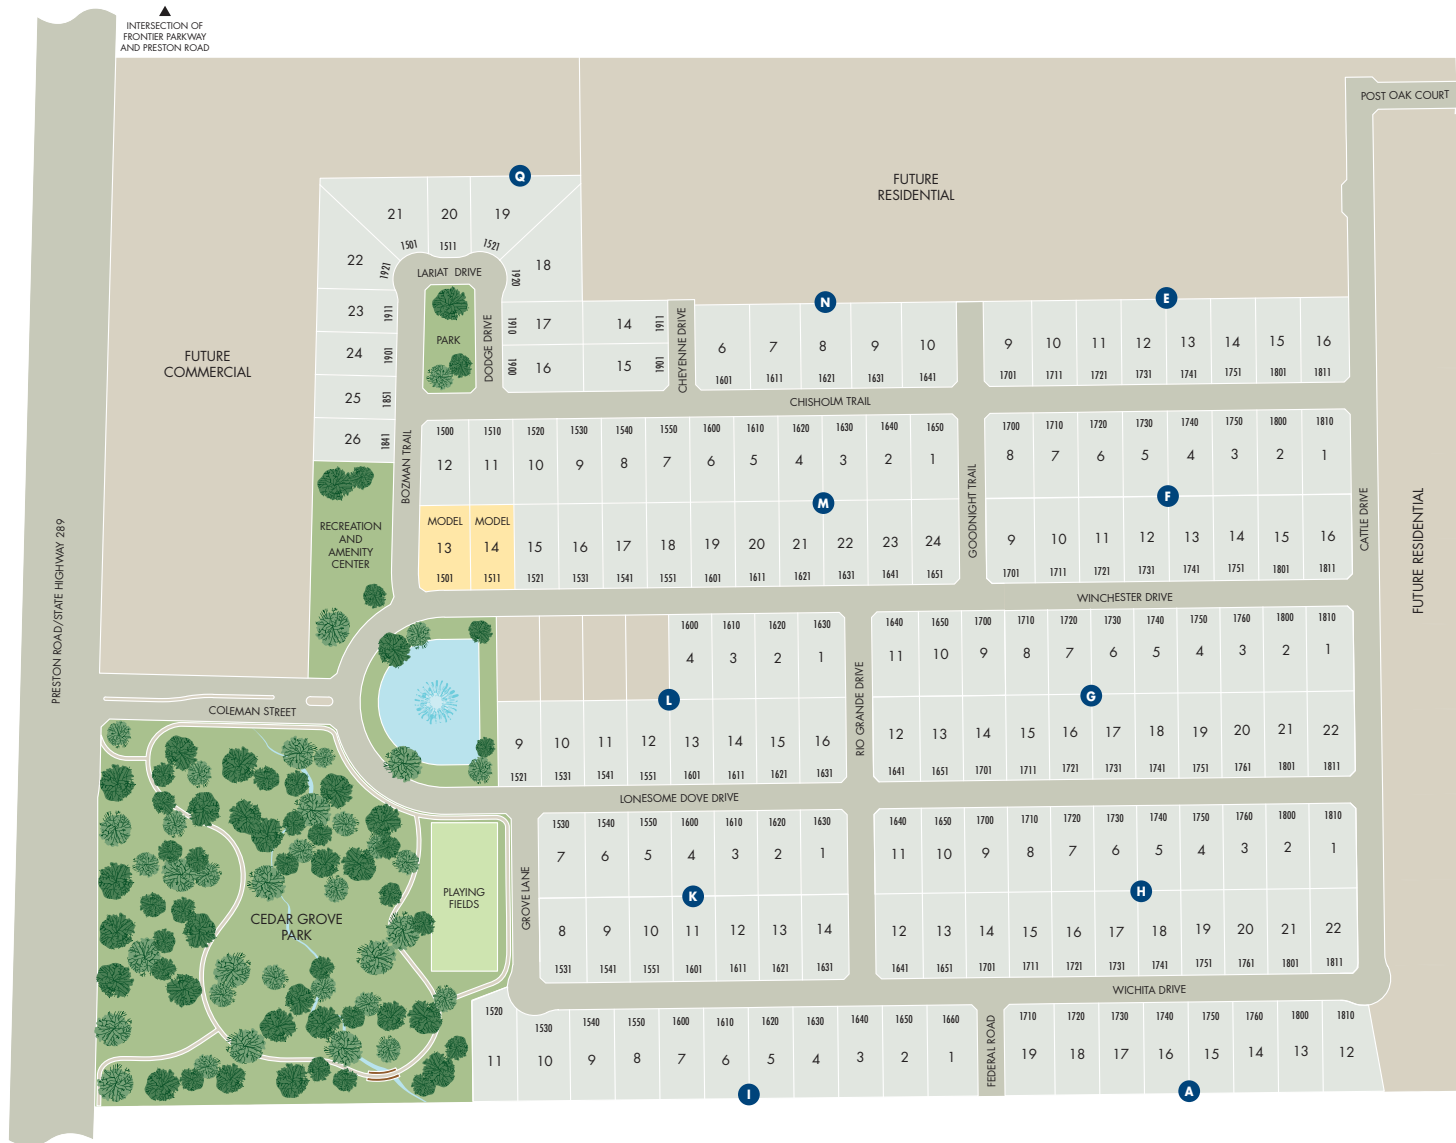 INTERSECTION OF
FRONTIER PARKWAY
AND PRESTON ROAD
POST OAK COURT
FUTURE
RESIDENTIAL
Q
21 20 19
1501 1511 1521
22 1921
LARIAT DRIVE
18 1920
23 1911
24 1901
25 1851
26 1841
PARK
DODGE DRIVE
1910 17 14 1911
1900 16 15 1901
CHEYENNE DRIVE
FUTURE
COMMERCIAL
N
6 7 8 9 10
1601 1611 1621 1631 1641
E
9 10 11 12 13 14 15 16
1701 1711 1721 1731 1741 1751 1801 1811
CHISHOLM TRAIL
BOZMAN TRAIL
1500 1510 1520 1530 1540 1550 1600 1610 1620 1630 1640 1650
12 11 10 9 8 7 6 5 4 3 2 1
M
MODEL MODEL
13 14 15 16 17 18 19 20 21 22 23 24
1501 1511 1521 1531 1541 1551 1601 1611 1621 1631 1641 1651
GOODNIGHT TRAIL
1700 1710 1720 1730 1740 1750 1800 1810
8 7 6 5 4 3 2 1
F
9 10 11 12 13 14 15 16
1701 1711 1721 1731 1741 1751 1801 1811
CATTLE DRIVE
FUTURE RESIDENTIAL
RECREATION
AND
AMENITY
CENTER
PRESTON ROAD/STATE HIGHWAY 289
WINCHESTER DRIVE
1600 1610 1620 1630
4 3 2 1
L
9 10 11 12 13 14 15 16
1521 1531 1541 1551 1601 1611 1621 1631
RIO GRANDE DRIVE
1640 1650 1700 1710 1720 1730 1740 1750 1760 1800 1810
11 10 9 8 7 6 5 4 3 2 1
G
12 13 14 15 16 17 18 19 20 21 22
1641 1651 1701 1711 1721 1731 1741 1751 1761 1801 1811
COLEMAN STREET
LONESOME DOVE DRIVE
GROVE LANE
1530 1540 1550 1600 1610 1620 1630
7 6 5 4 3 2 1
K
8 9 10 11 12 13 14
1531 1541 1551 1601 1611 1621 1631
1640 1650 1700 1710 1720 1730 1740 1750 1760 1800 1810
11 10 9 8 7 6 5 4 3 2 1
H
12 13 14 15 16 17 18 19 20 21 22
1641 1651 1701 1711 1721 1731 1741 1751 1761 1801 1811
PLAYING
FIELDS
CEDAR GROVE
PARK
WICHITA DRIVE
1520 1530 1540 1550 1600 1610 1620 1630 1640 1650 1660
11 10 9 8 7 6 5 4 3 2 1
I
FEDERAL ROAD
1710 1720 1730 1740 1750 1760 1800 1810
19 18 17 16 15 14 13 12
A